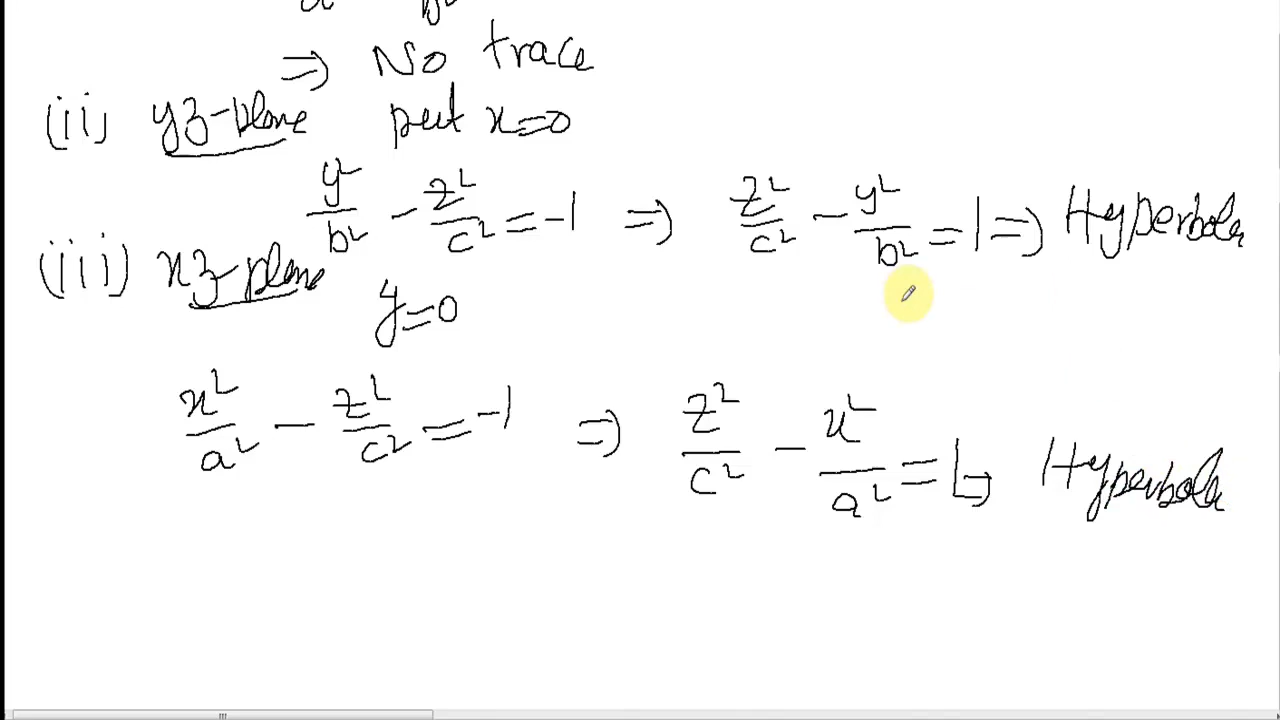 ⇒ No trace
(ii) yz-plane put x=0
y²/b² - z²/c² = -1 ⇒ z²/c² - y²/b² = 1 ⇒ Hyperbola
(iii) xz-plane
y=0
x²/a² - z²/c² = -1 ⇒ z²/c² - x²/a² = 1 ⇒ Hyperbola